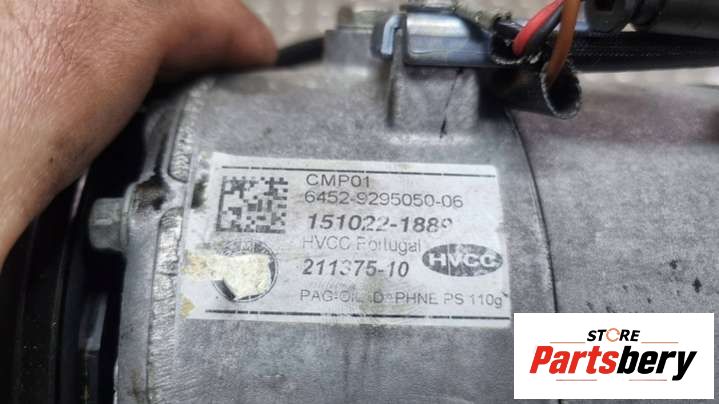 CMP01
6452-9295050-06
151022-1889
HVCC Portugal
211375-10
HVCC
PAG OIL DAPHNE PS 110g
STORE
Partsbery